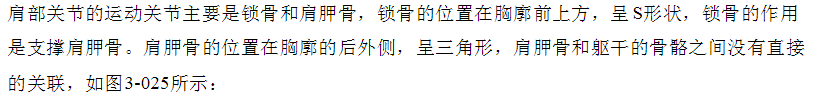 肩部关节的运动关节主要是锁骨和肩胛骨，锁骨的位置在胸廓前上方，呈S形状，锁骨的作用
是支撑肩胛骨。肩胛骨的位置在胸廓的后外侧，呈三角形，肩胛骨和躯干的骨骼之间没有直接
的关联，如图3-025所示：